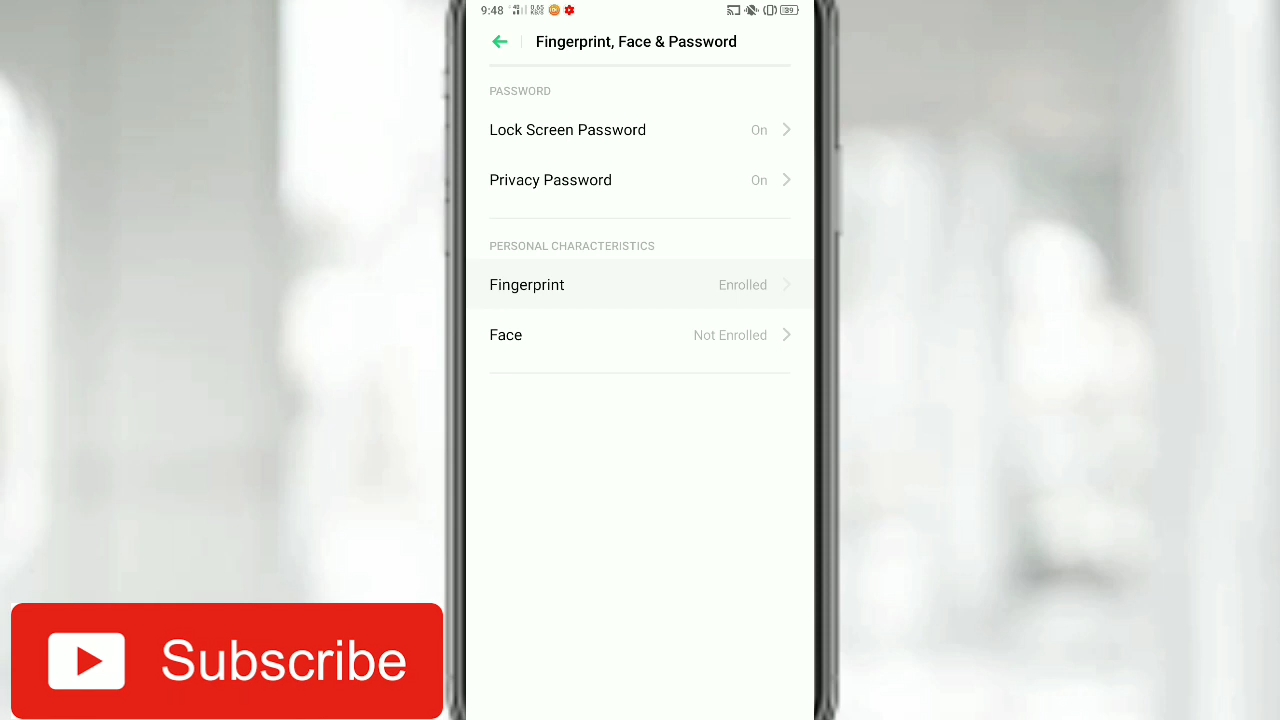 9:48 39
Fingerprint, Face & Password
PASSWORD
Lock Screen Password On
Privacy Password On
PERSONAL CHARACTERISTICS
Fingerprint Enrolled
Face Not Enrolled
Subscribe